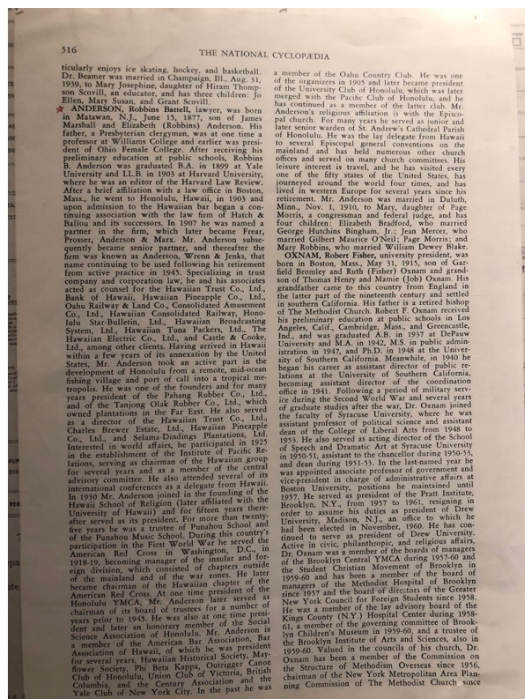 516
THE NATIONAL CYCLOPÆDIA
ticularly enjoys ice skating, hockey, and basketball.
Dr. Beamer was married in Champaign, Ill., Aug. 31,
1939, to Mary Josephine, daughter of Hiram Thomp-
son Scovill, an educator, and has three children: Jo
Ellen, Mary Susan, and Grant Scovill.
ANDERSON, Robbins Battell, lawyer, was born
in Matawan, N.J., June 15, 1877, son of James
Marshall and Elizabeth (Robbins) Anderson. His
father, a Presbyterian clergyman, was at one time a
professor at Williams College and earlier was presi-
dent of Ohio Female College. After receiving his
preliminary education at public schools, Robbins
B. Anderson was graduated B.A. in 1899 at Yale
University and LL.B. in 1903 at Harvard University,
where he was an editor of the Harvard Law Review.
After a brief affiliation with a law office in Boston,
Mass., he went to Honolulu, Hawaii, in 1903 and
upon admission to the Hawaiian bar began a con-
tinuing association with the law firm of Hatch &
Ballou and its successors. In 1907 he was named a
partner in the firm, which later became Frear,
Prosser, Anderson & Marx. Mr. Anderson subse-
quently became senior partner, and thereafter the
firm was known as Anderson, Wrenn & Jenks, that
name continuing to be used following his retirement
from active practice in 1945. Specializing in trust
company and corporation law, he and his associates
acted as counsel for the Hawaiian Trust Co., Ltd.,
Bank of Hawaii, Hawaiian Pineapple Co., Ltd.,
Oahu Railway & Land Co., Consolidated Amusement
Co., Ltd., Hawaiian Consolidated Railway, Hono-
lulu Star-Bulletin, Ltd., Hawaiian Broadcasting
System, Ltd., Hawaiian Tuna Packers, Ltd., The
Hawaiian Electric Co., Ltd., and Castle & Cooke,
Ltd., among other clients. Having arrived in Hawaii
within a few years of its annexation by the United
States, Mr. Anderson took an active part in the
development of Honolulu from a remote, mid-ocean
fishing village and port of call into a tropical me-
tropolis. He was one of the founders and for many
years president of the Pahang Rubber Co., Ltd.,
and of the Tanjong Olak Rubber Co., Ltd., which
owned plantations in the Far East. He also served
as a director of the Hawaiian Trust Co., Ltd.,
Charles Brewer Estate, Ltd., Hawaiian Pineapple
Co., Ltd., and Selama-Dindings Plantations, Ltd.
Interested in world affairs, he participated in 1925
in the establishment of the Institute of Pacific Re-
lations, serving as chairman of the Hawaiian group
for several years and as a member of the central
advisory committee. He also attended several of its
international conferences as a delegate from Hawaii.
In 1930 Mr. Anderson joined in the founding of the
Hawaii School of Religion (later affiliated with the
University of Hawaii) and for fifteen years there-
after served as its president. For more than twenty-
five years he was a trustee of Punahou School and
of the Punahou Music School. During this country's
participation in the First World War he served the
American Red Cross in Washington, D.C., in
1918-19, becoming manager of the insular and for-
eign division, which consisted of chapters outside
of the mainland and of the war zones. He later
became chairman of the Hawaiian chapter of the
American Red Cross. At one time president of the
Honolulu YMCA, Mr. Anderson later served as
chairman of its board of trustees for a number of
years prior to 1945. He was also at one time presi-
dent and later an honorary member of the Social
Science Association of Honolulu. Mr. Anderson is
a member of the American Bar Association, Bar
Association of Hawaii, of which he was president
for several years, Hawaiian Historical Society, May-
flower Society, Phi Beta Kappa, Outrigger Canoe
Club of Honolulu, Union Club of Victoria, British
Columbia, and the Century Association and the
Yale Club of New York City. In the past he was
a member of the Oahu Country Club. He was one
of the organizers in 1905 and later became president
of the University Club of Honolulu, which was later
merged with the Pacific Club of Honolulu, and he
has continued as a member of the latter club. Mr.
Anderson's religious affiliation is with the Episco-
pal church. For many years he served as junior and
later senior warden of St. Andrew's Cathedral Parish
of Honolulu. He was the lay delegate from Hawaii
to several Episcopal general conventions on the
mainland and has held numerous other church
offices and served on many church committees. His
leisure interest is travel, and he has visited every
one of the fifty states of the United States, has
journeyed around the world four times, and has
lived in western Europe for several years since his
retirement. Mr. Anderson was married in Duluth,
Minn., Nov. 1, 1910, to Mary, daughter of Page
Morris, a congressman and federal judge, and has
four children: Elizabeth Bradford, who married
George Hutchins Bingham, Jr.; Jean Mercer, who
married Gilbert Maurice O'Neil; Page Morris; and
Mary Robbins, who married William Dewey Blake.
OXNAM, Robert Fisher, university president, was
born in Boston, Mass., May 31, 1915, son of Gar-
field Bromley and Ruth (Fisher) Oxnam and grand-
son of Thomas Henry and Mamie (Job) Oxnam. His
grandfather came to this country from England in
the latter part of the nineteenth century and settled
in southern California. His father is a retired bishop
of The Methodist Church. Robert F. Oxnam received
his preliminary education at public schools in Los
Angeles, Calif., Cambridge, Mass., and Greencastle,
Ind., and was graduated A.B. in 1937 at DePauw
University and M.A. in 1942, M.S. in public admin-
istration in 1947, and Ph.D. in 1948 at the Univer-
sity of Southern California. Meanwhile, in 1940 he
began his career as assistant director of public re-
lations at the University of Southern California,
becoming assistant director of the coordination
office in 1941. Following a period of military serv-
ice during the Second World War and several years
of graduate studies after the war, Dr. Oxnam joined
the faculty of Syracuse University, where he was
assistant professor of political science and assistant
dean of the College of Liberal Arts from 1948 to
1953. He also served as acting director of the School
of Speech and Dramatic Art at Syracuse University
in 1950-51, assistant to the chancellor during 1950-53,
and dean during 1951-53. In the last-named year he
was appointed associate professor of government and
vice-president in charge of administrative affairs at
Boston University, positions he maintained until
1957. He served as president of the Pratt Institute,
Brooklyn, N.Y., from 1957 to 1961, resigning in
order to assume his duties as president of Drew
University, Madison, N.J., an office to which he
had been elected in November, 1960. He has con-
tinued to serve as president of Drew University.
Active in civic, philanthropic, and religious affairs,
Dr. Oxnam was a member of the boards of managers
of the Brooklyn Central YMCA during 1957-60 and
the Student Christian Movement of Brooklyn in
1959-60 and has been a member of the board of
managers of the Methodist Hospital of Brooklyn
since 1957 and the board of directors of the Greater
New York Council for Foreign Students since 1958.
He was a member of the lay advisory board of the
Kings County (N.Y.) Hospital Center during 1958-
61, a member of the governing committee of Brook-
lyn Children's Museum in 1959-60, and a trustee of
the Brooklyn Institute of Arts and Sciences, also in
1959-60. Valued in the councils of his church, Dr.
Oxnam has been a member of the Commission on
the Structure of Methodism Overseas since 1956,
chairman of the New York Metropolitan Area Plan-
ning Commission of The Methodist Church since